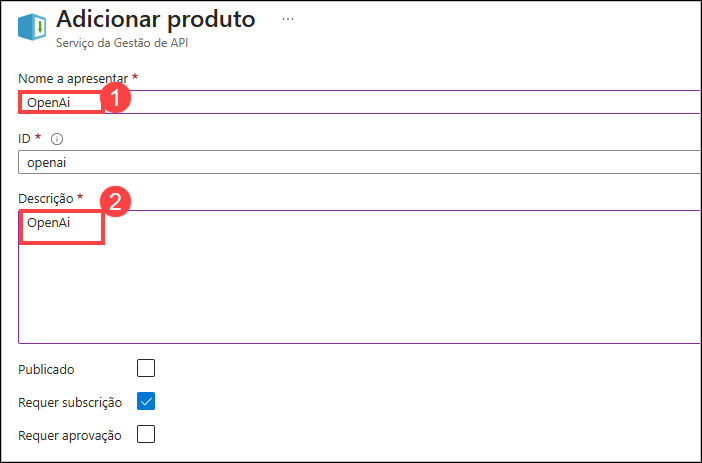 Adicionar produto ...
Serviço da Gestão de API
Nome a apresentar *
OpenAi
1
ID *
openai
Descrição *
2
OpenAi
Publicado
Requer subscrição
Requer aprovação